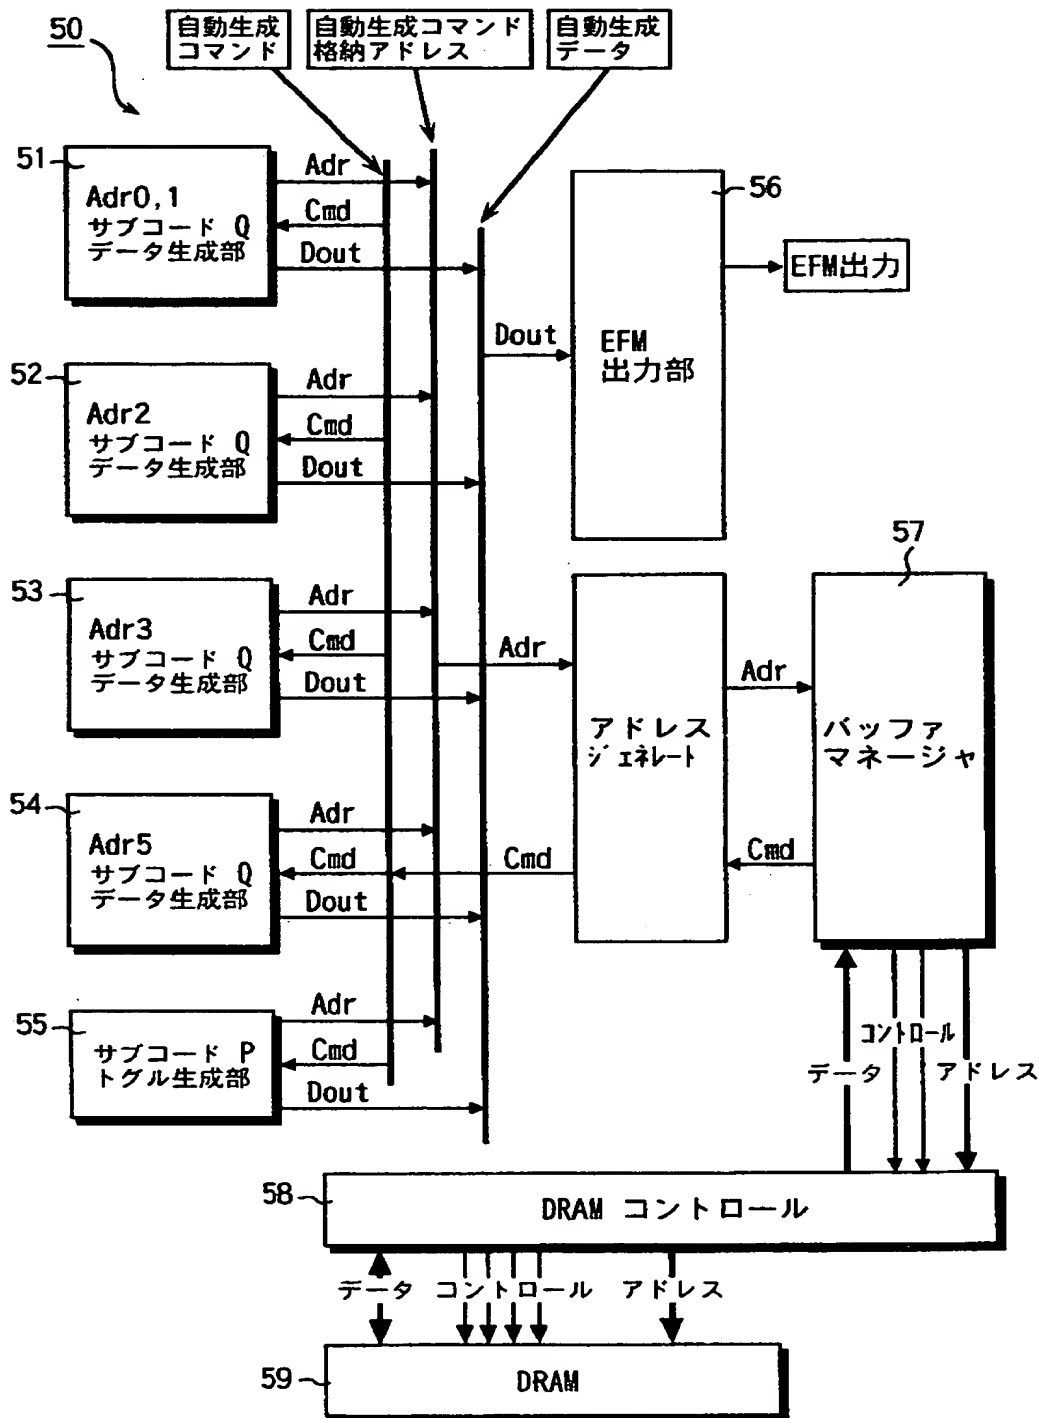 50
自動生成
コマンド
自動生成コマンド
格納アドレス
自動生成
データ
51
Adr0,1
サブコード Q
データ生成部
Adr
Cmd
Dout
56
EFM
出力部
EFM出力
Dout
52
Adr2
サブコード Q
データ生成部
Adr
Cmd
Dout
53
Adr3
サブコード Q
データ生成部
Adr
Cmd
Dout
Adr
アドレス
ジェネレート
Adr
57
バッファ
マネージャ
Cmd
54
Adr5
サブコード Q
データ生成部
Adr
Cmd
Dout
Cmd
55
サブコード P
トグル生成部
Adr
Cmd
Dout
コントロール
データ
アドレス
58
DRAM コントロール
データ
コントロール
アドレス
59
DRAM